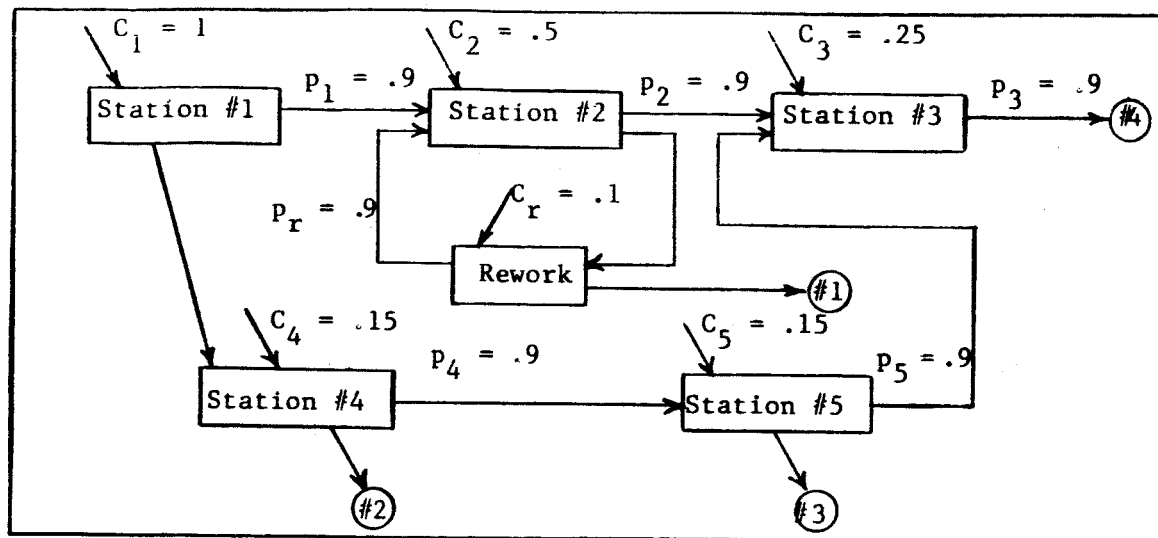 C1 = 1
C2 = .5
C3 = .25
p1 = .9
p2 = .9
p3 = .9
Station #1
Station #2
Station #3
#4
pr = .9
Cr = .1
Rework
#1
C4 = .15
C5 = .15
p4 = .9
p5 = .9
Station #4
Station #5
#2
#3